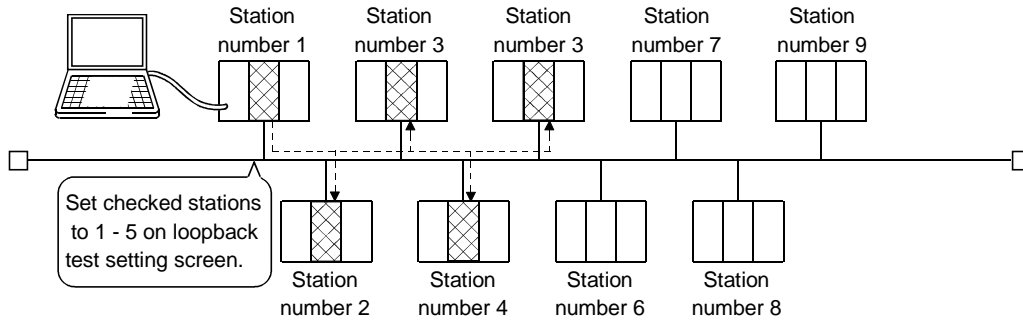 Station
number 1
Station
number 3
Station
number 3
Station
number 7
Station
number 9
Set checked stations
to 1 - 5 on loopback
test setting screen.
Station
number 2
Station
number 4
Station
number 6
Station
number 8